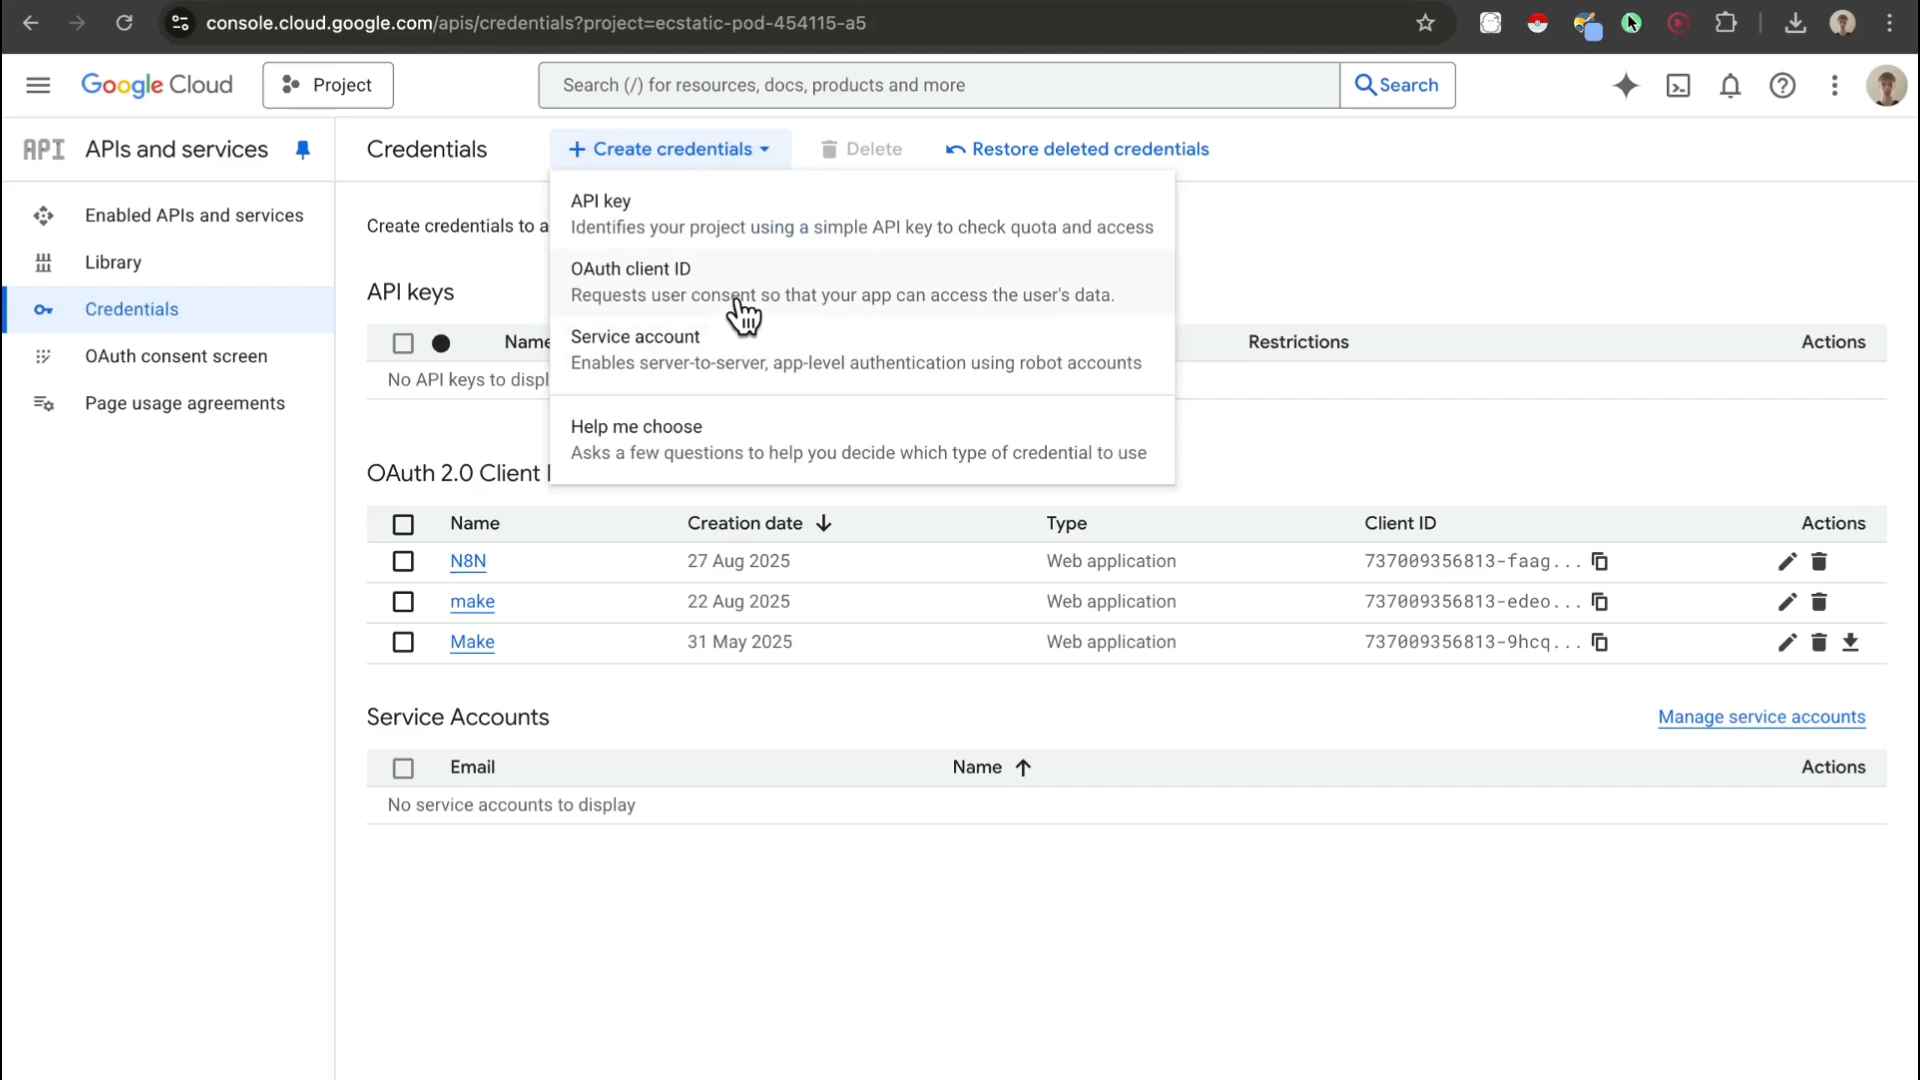 console.cloud.google.com/apis/credentials?project=ecstatic-pod-454115-a5
Google Cloud
Project
Search (/) for resources, docs, products and more
Search
API
APIs and services
Credentials
+ Create credentials
Delete
Restore deleted credentials
Enabled APIs and services
Library
Credentials
OAuth consent screen
Page usage agreements
Create credentials to a
API key
Identifies your project using a simple API key to check quota and access
OAuth client ID
Requests user consent so that your app can access the user's data.
Service account
Enables server-to-server, app-level authentication using robot accounts
Help me choose
Asks a few questions to help you decide which type of credential to use
API keys
Name Restrictions Actions
No API keys to displ
OAuth 2.0 Client I
Name Creation date Type Client ID Actions
N8N 27 Aug 2025 Web application 737009356813-faag...
make 22 Aug 2025 Web application 737009356813-edeo...
Make 31 May 2025 Web application 737009356813-9hcq...
Service Accounts
Manage service accounts
Email Name Actions
No service accounts to display